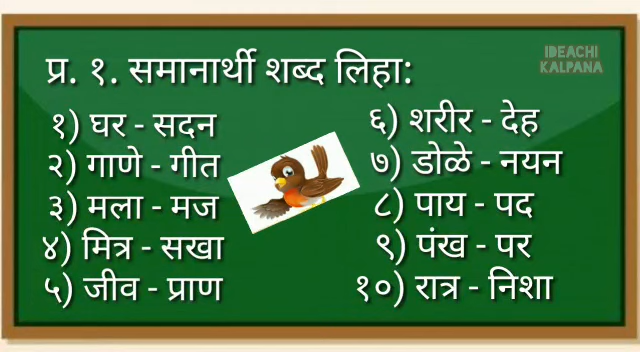 प्र. १. समानार्थी शब्द लिहा:
IDEACHI
KALPANA
१) घर - सदन
२) गाणे - गीत
३) मला - मज
४) मित्र - सखा
५) जीव - प्राण
६) शरीर - देह
७) डोळे - नयन
८) पाय - पद
९) पंख - पर
१०) रात्र - निशा